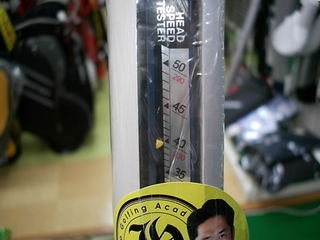 HEAD
SPEED
TESTER
50
45
40
35
Golfing Acad